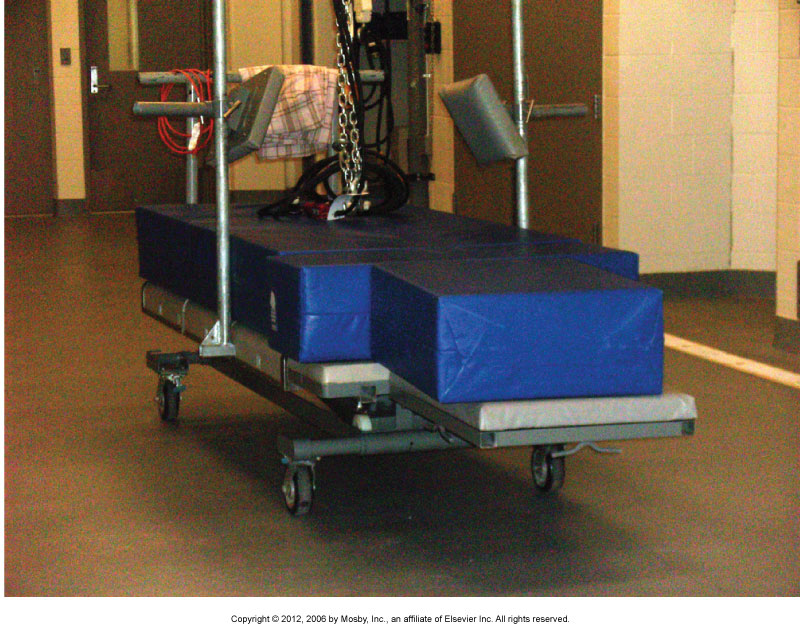 Copyright © 2012, 2006 by Mosby, Inc., an affiliate of Elsevier Inc. All rights reserved.